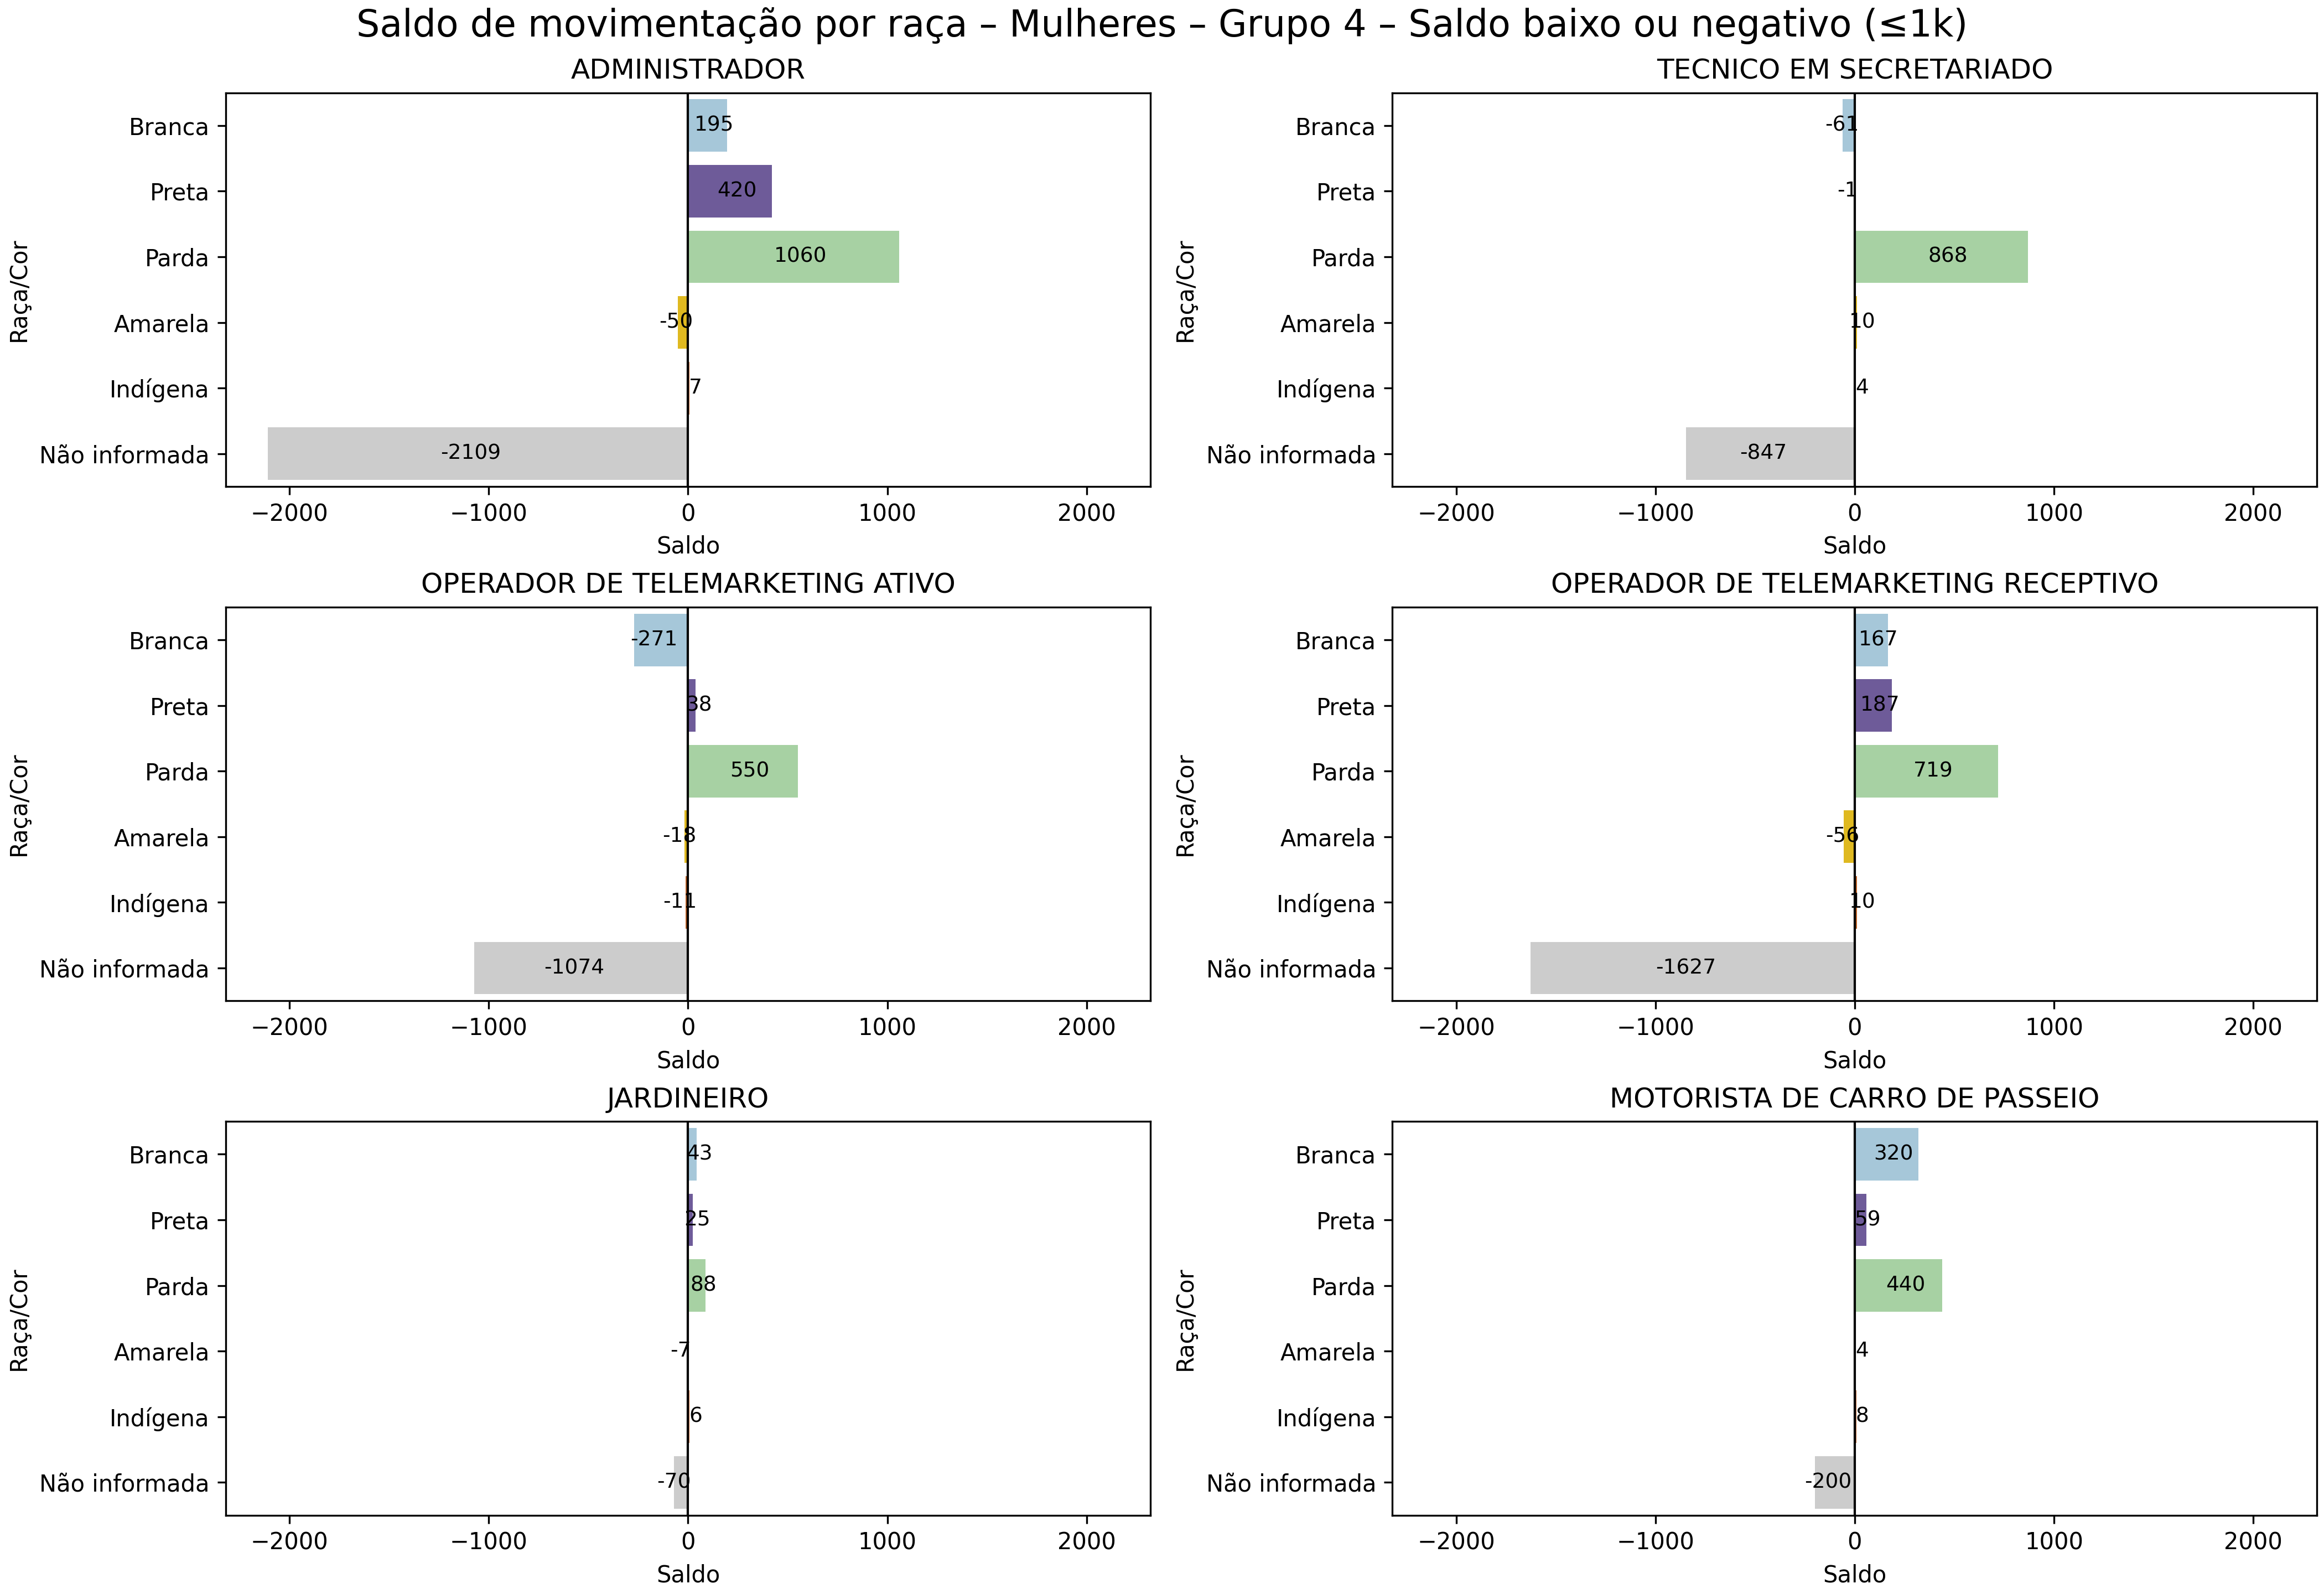 Saldo de movimentação por raça – Mulheres – Grupo 4 – Saldo baixo ou negativo (≤1k)
ADMINISTRADOR
Raça/Cor
Branca
195
Preta
420
Parda
1060
Amarela
-50
Indígena
7
Não informada
-2109
−2000 −1000 0 1000 2000
Saldo
TECNICO EM SECRETARIADO
Raça/Cor
Branca
-61
Preta
-1
Parda
868
Amarela
10
Indígena
4
Não informada
-847
−2000 −1000 0 1000 2000
Saldo
OPERADOR DE TELEMARKETING ATIVO
Raça/Cor
Branca
-271
Preta
38
Parda
550
Amarela
-18
Indígena
-11
Não informada
-1074
−2000 −1000 0 1000 2000
Saldo
OPERADOR DE TELEMARKETING RECEPTIVO
Raça/Cor
Branca
167
Preta
187
Parda
719
Amarela
-56
Indígena
10
Não informada
-1627
−2000 −1000 0 1000 2000
Saldo
JARDINEIRO
Raça/Cor
Branca
43
Preta
25
Parda
88
Amarela
-7
Indígena
6
Não informada
-70
−2000 −1000 0 1000 2000
Saldo
MOTORISTA DE CARRO DE PASSEIO
Raça/Cor
Branca
320
Preta
59
Parda
440
Amarela
4
Indígena
8
Não informada
-200
−2000 −1000 0 1000 2000
Saldo